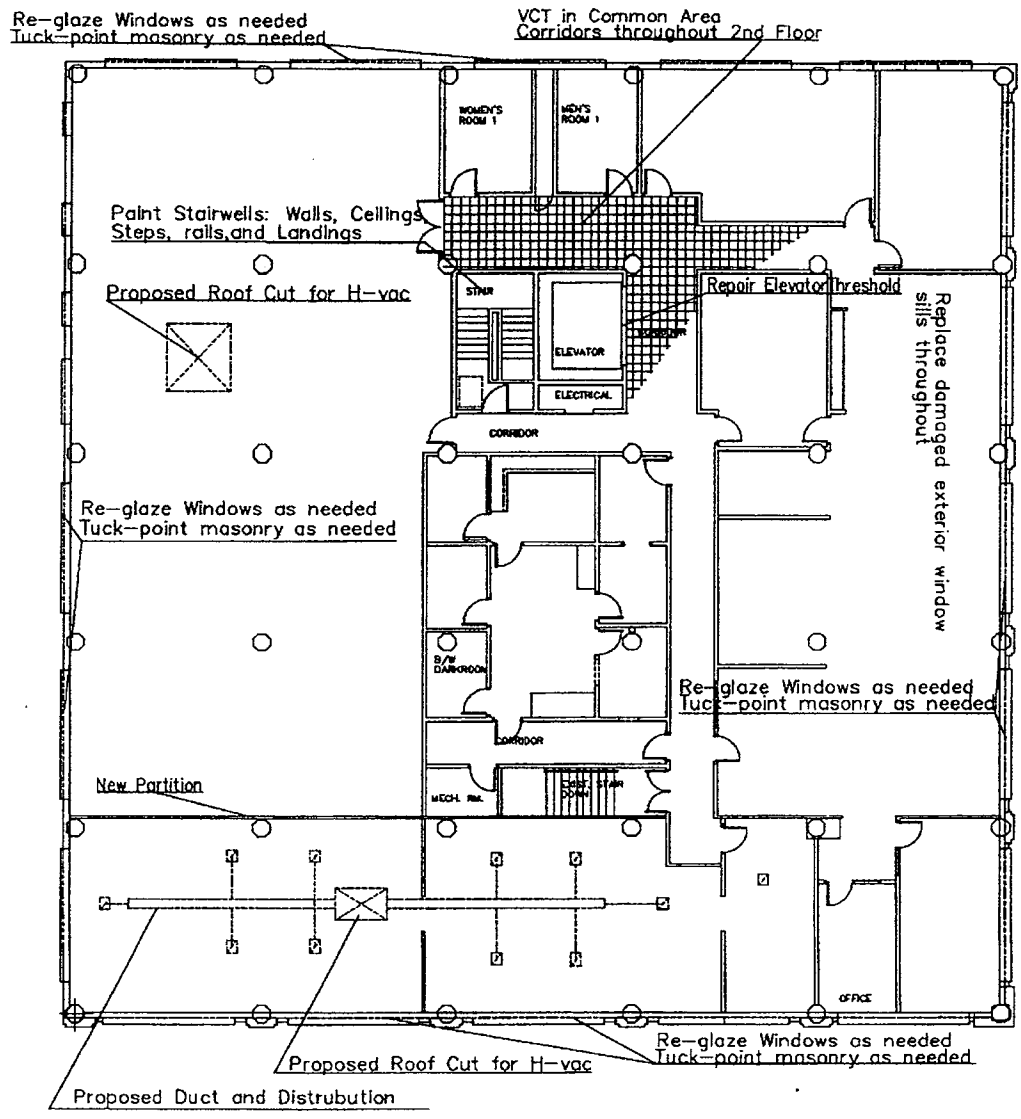 Re-glaze Windows as needed
Tuck-point masonry as needed
VCT in Common Area
Corridors throughout 2nd Floor
WOMEN'S
ROOM 1
MEN'S
ROOM 1
Paint Stairwells: Walls, Ceilings
Steps, rails,and Landings
Proposed Roof Cut for H-vac
STAIR
Repair Elevator Threshold
CORRIDOR
ELEVATOR
ELECTRICAL
CORRIDOR
Replace damaged exterior window
sills throughout
Re-glaze Windows as needed
Tuck-point masonry as needed
B/W
DARKROOM
Re-glaze Windows as needed
Tuck-point masonry as needed
CORRIDOR
New Partition
MECH. RM.
EXIST. STAIR
DOWN
OFFICE
Re-glaze Windows as needed
Tuck-point masonry as needed
Proposed Roof Cut for H-vac
Proposed Duct and Distrubution